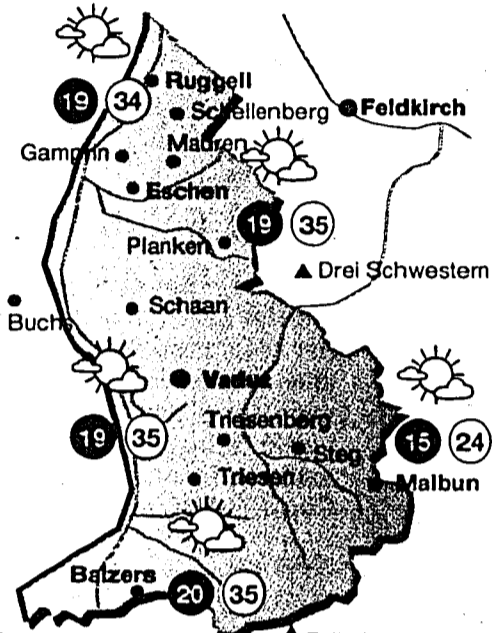 Ruggell
19 34
Schellenberg
Feldkirch
Mauren
Gamprin
Eschen
19 35
Planken
Drei Schwestern
Schaan
Buchs
Vaduz
Triesenberg
19 35
15 24
Steg
Triesen
Malbun
Balzers
20 35